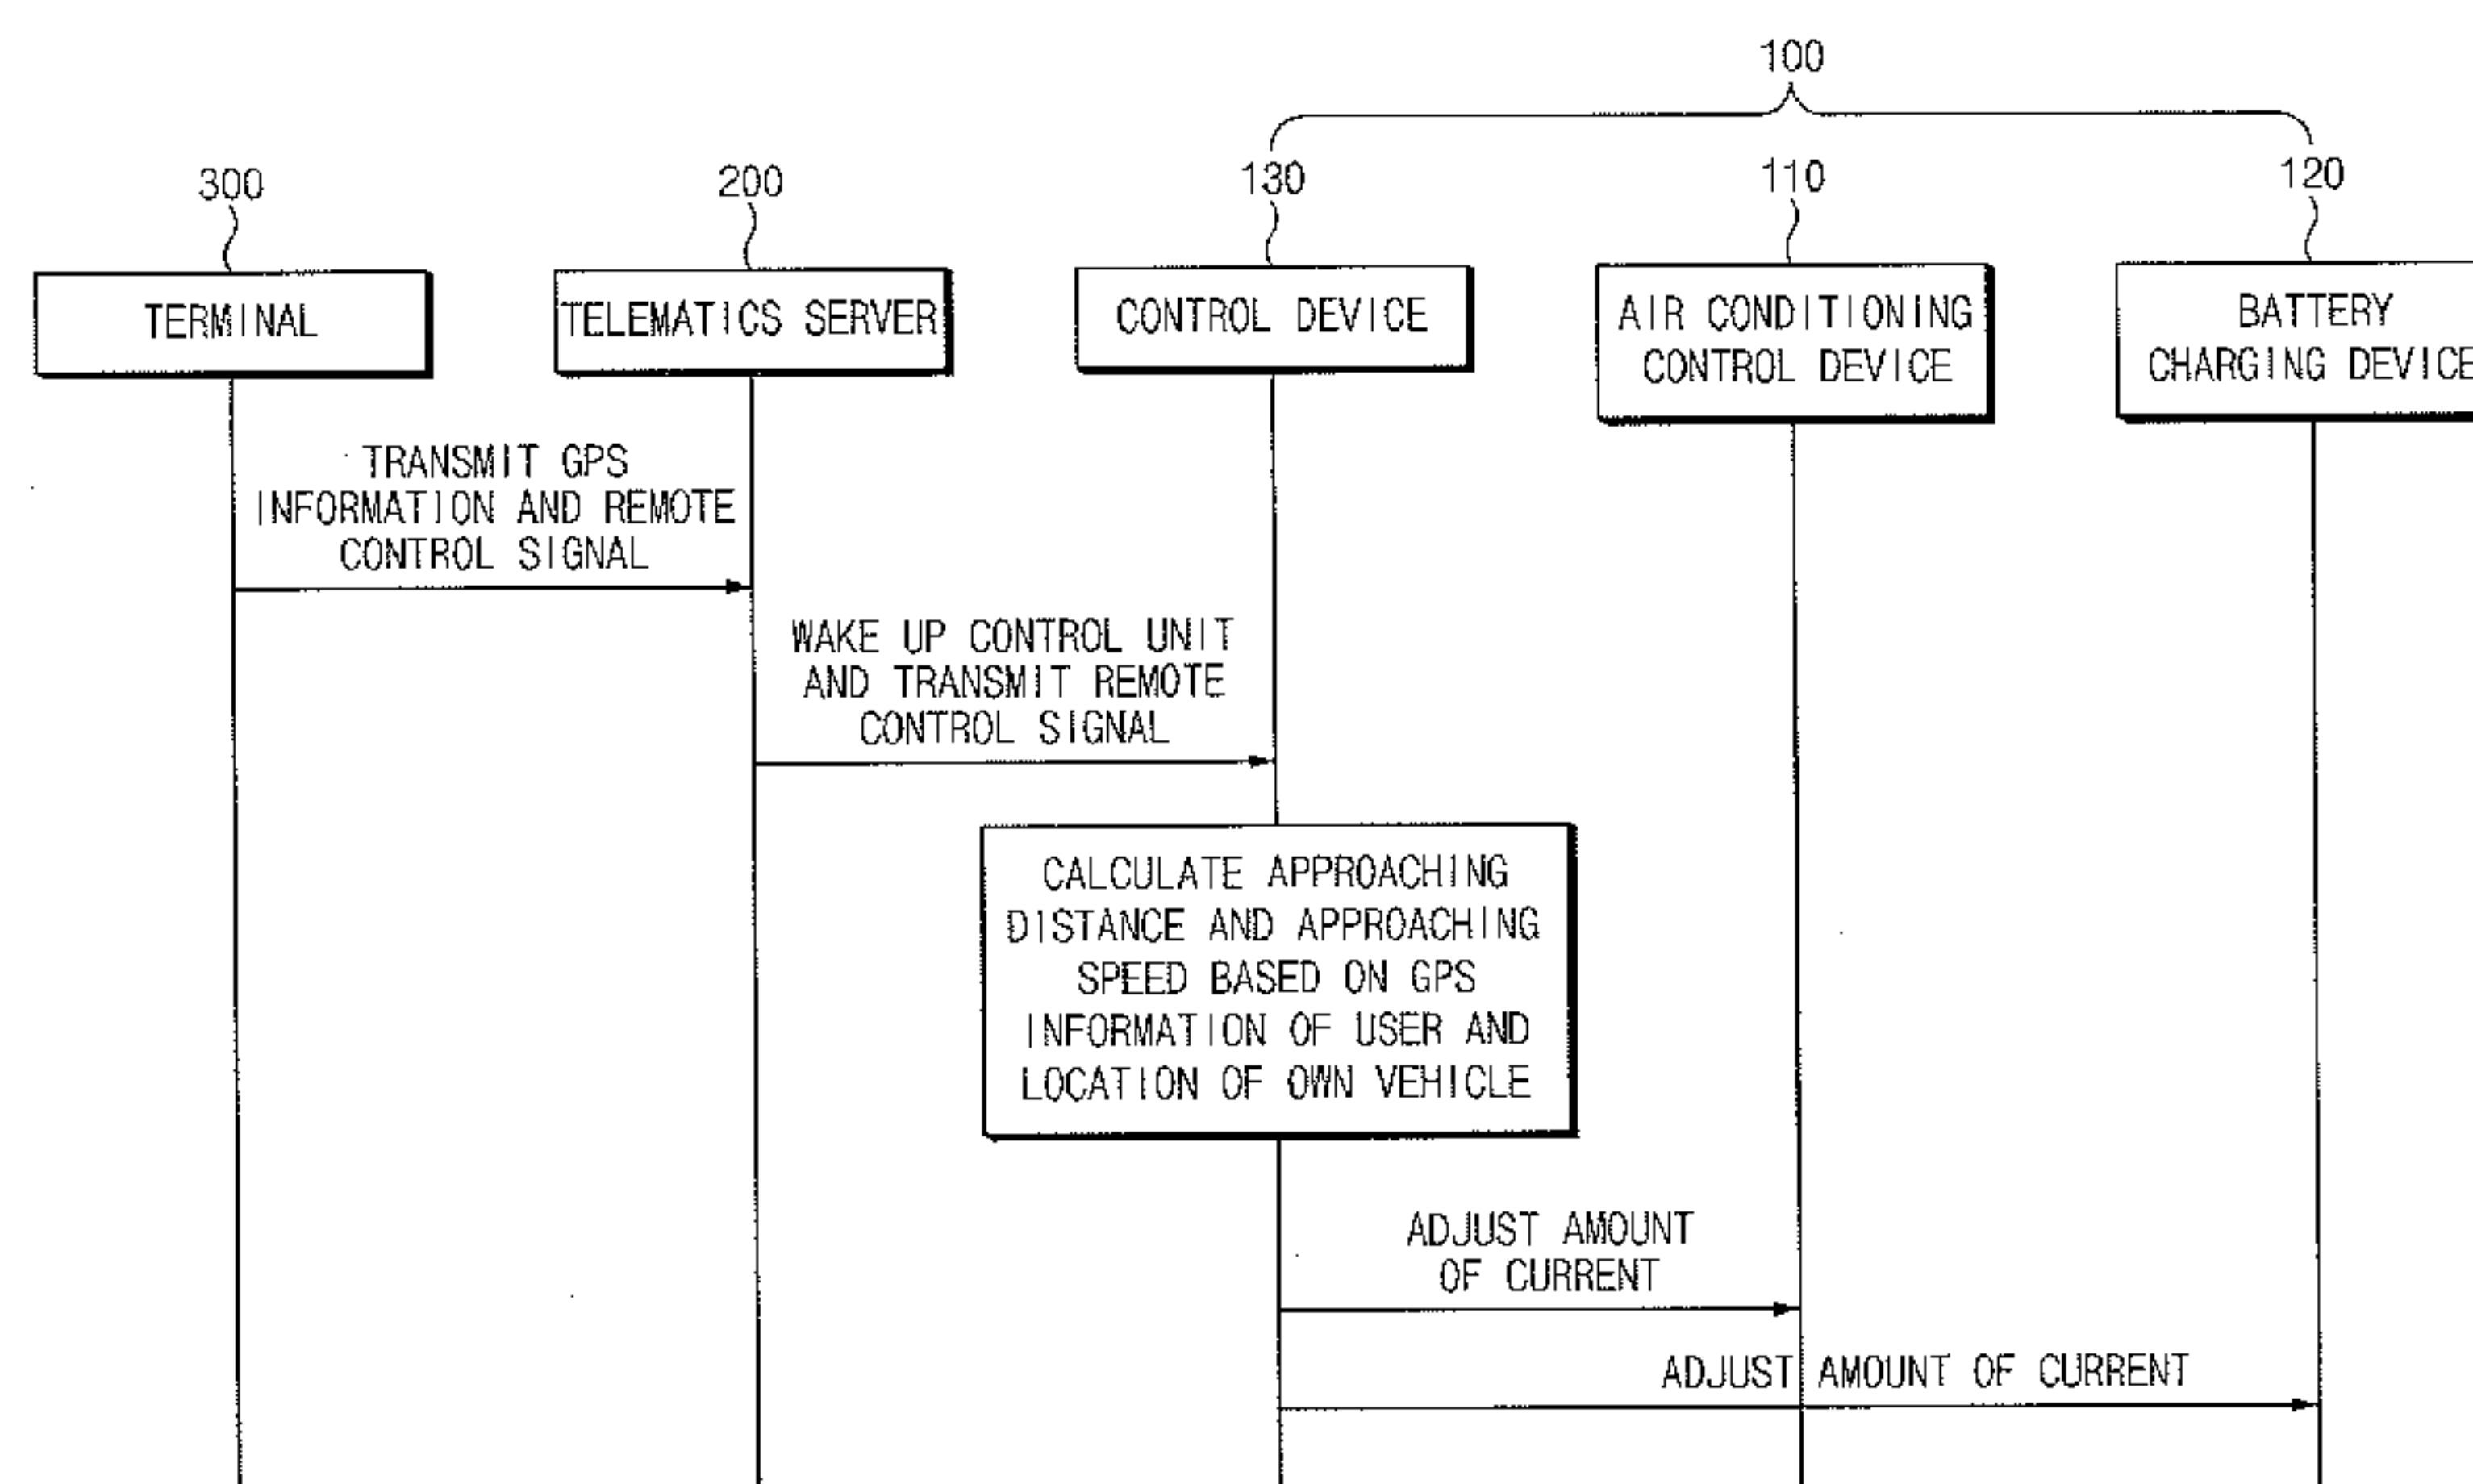 100
300
200
130
110
120
TERMINAL
TELEMATICS SERVER
CONTROL DEVICE
AIR CONDITIONING
CONTROL DEVICE
BATTERY
CHARGING DEVICE
TRANSMIT GPS
INFORMATION AND REMOTE
CONTROL SIGNAL
WAKE UP CONTROL UNIT
AND TRANSMIT REMOTE
CONTROL SIGNAL
CALCULATE APPROACHING
DISTANCE AND APPROACHING
SPEED BASED ON GPS
INFORMATION OF USER AND
LOCATION OF OWN VEHICLE
ADJUST AMOUNT
OF CURRENT
ADJUST AMOUNT OF CURRENT